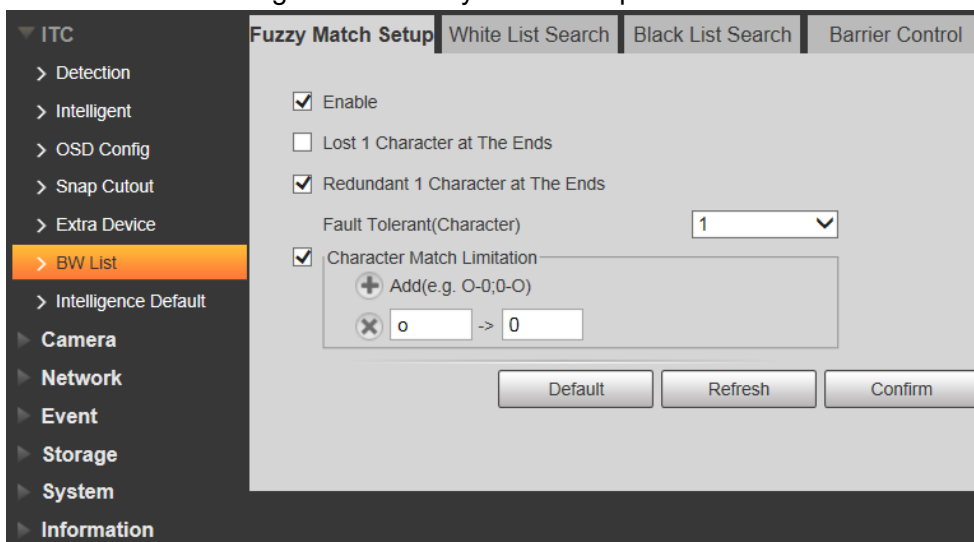 ITC
Detection
Intelligent
OSD Config
Snap Cutout
Extra Device
BW List
Intelligence Default
Camera
Network
Event
Storage
System
Information
Fuzzy Match Setup White List Search Black List Search Barrier Control
Enable
Lost 1 Character at The Ends
Redundant 1 Character at The Ends
Fault Tolerant(Character) 1
Character Match Limitation
Add(e.g. O-0;0-O)
o -> 0
Default Refresh Confirm